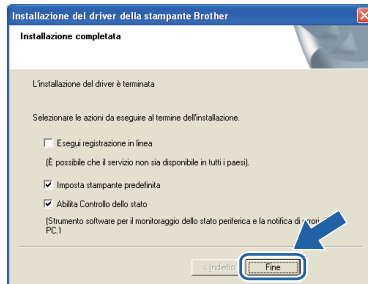 Installazione del driver della stampante Brother
Installazione completata
L'installazione del driver è terminata
Selezionare le azioni da eseguire al termine dell'installazione.
Esegui registrazione in linea
(È possibile che il servizio non sia disponibile in tutti i paesi).
Imposta stampante predefinita
Abilita Controllo dello stato
(Strumento software per il monitoraggio dello stato periferica e la notifica di
PC.)
< Indietro
Fine